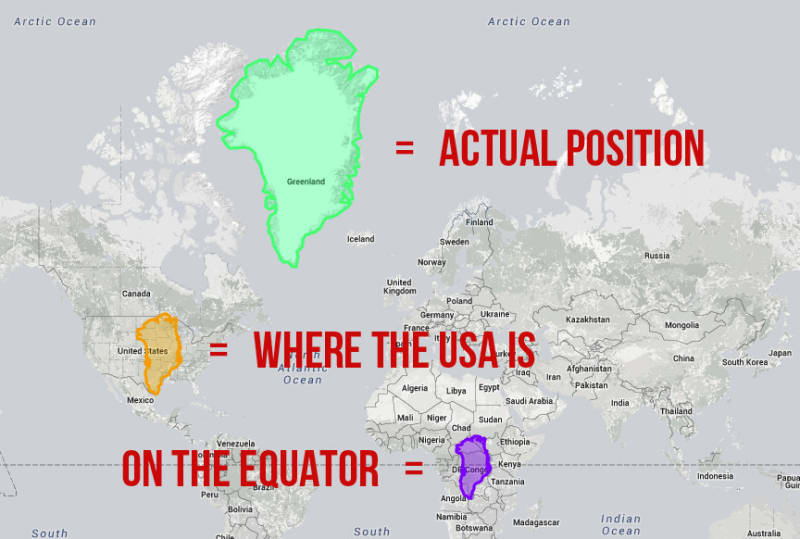 Arctic Ocean
Arctic Ocean
= ACTUAL POSITION
Greenland
Iceland
Finland
Sweden
Norway
Russia
Canada
United Kingdom
Poland
Germany
Ukraine
Kazakhstan
France
Mongolia
United States
= WHERE THE USA IS
Atlantic
Ocean
Italy
Japan
South Korea
China
Afghanistan
Iraq
Iran
Pakistan
Mexico
Algeria
Libya
Egypt
Saudi Arabia
India
Thailand
Mali
Niger
Sudan
Chad
Nigeria
Ethiopia
Venezuela
ON THE EQUATOR =
DR Congo
Kenya
Tanzania
Indonesia
Brazil
Peru
Angola
Bolivia
Namibia
Botswana
Madagascar
Indian
Ocean
Chile
South
South
Australia